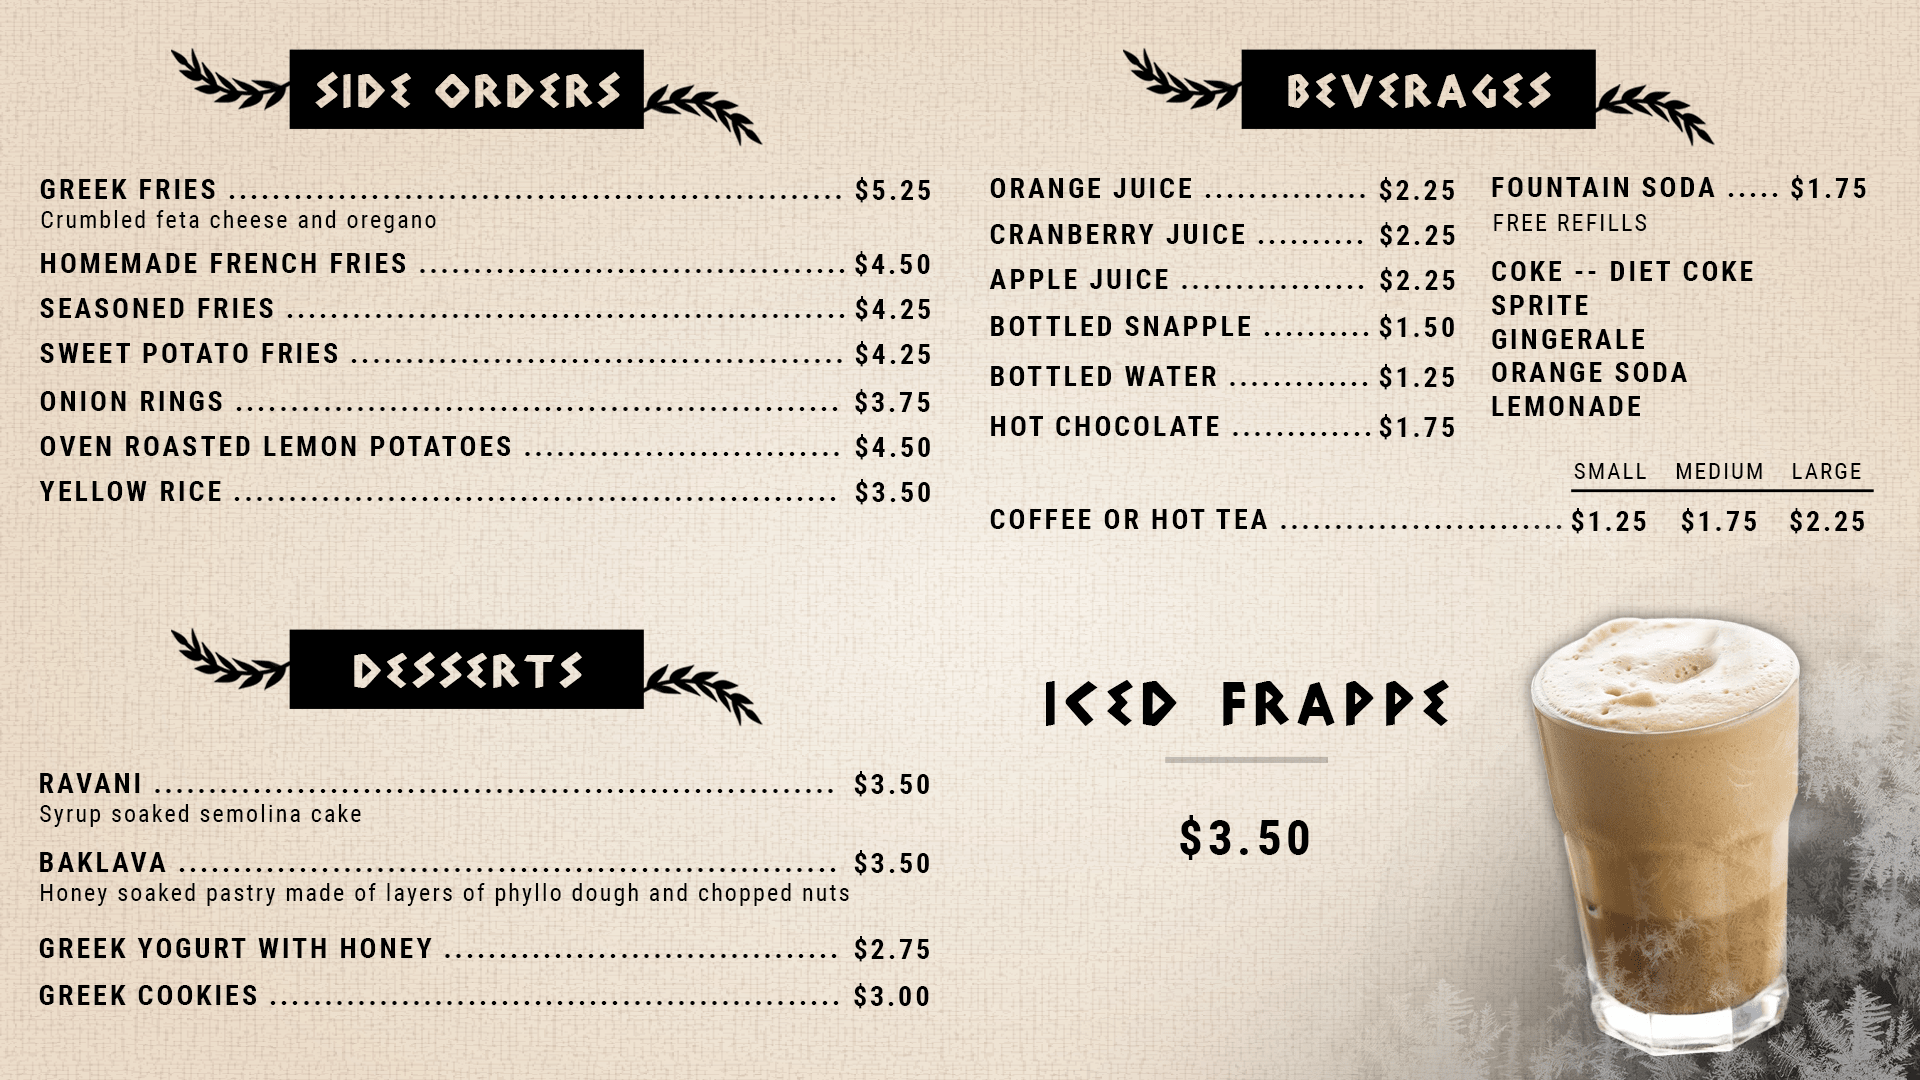 SIDE ORDERS
GREEK FRIES ........................................................... $5.25
Crumbled feta cheese and oregano
HOMEMADE FRENCH FRIES ......................................... $4.50
SEASONED FRIES ...................................................... $4.25
SWEET POTATO FRIES ................................................ $4.25
ONION RINGS .......................................................... $3.75
OVEN ROASTED LEMON POTATOES ............................... $4.50
YELLOW RICE .......................................................... $3.50
DESSERTS
RAVANI ................................................................. $3.50
Syrup soaked semolina cake
BAKLAVA ............................................................... $3.50
Honey soaked pastry made of layers of phyllo dough and chopped nuts
GREEK YOGURT WITH HONEY ...................................... $2.75
GREEK COOKIES ....................................................... $3.00
BEVERAGES
ORANGE JUICE ................ $2.25
CRANBERRY JUICE .......... $2.25
APPLE JUICE ................. $2.25
BOTTLED SNAPPLE .......... $1.50
BOTTLED WATER ............. $1.25
HOT CHOCOLATE ............. $1.75
FOUNTAIN SODA ..... $1.75
FREE REFILLS
COKE -- DIET COKE
SPRITE
GINGERALE
ORANGE SODA
LEMONADE
SMALL MEDIUM LARGE
COFFEE OR HOT TEA .......................... $1.25 $1.75 $2.25
ICED FRAPPE
$3.50